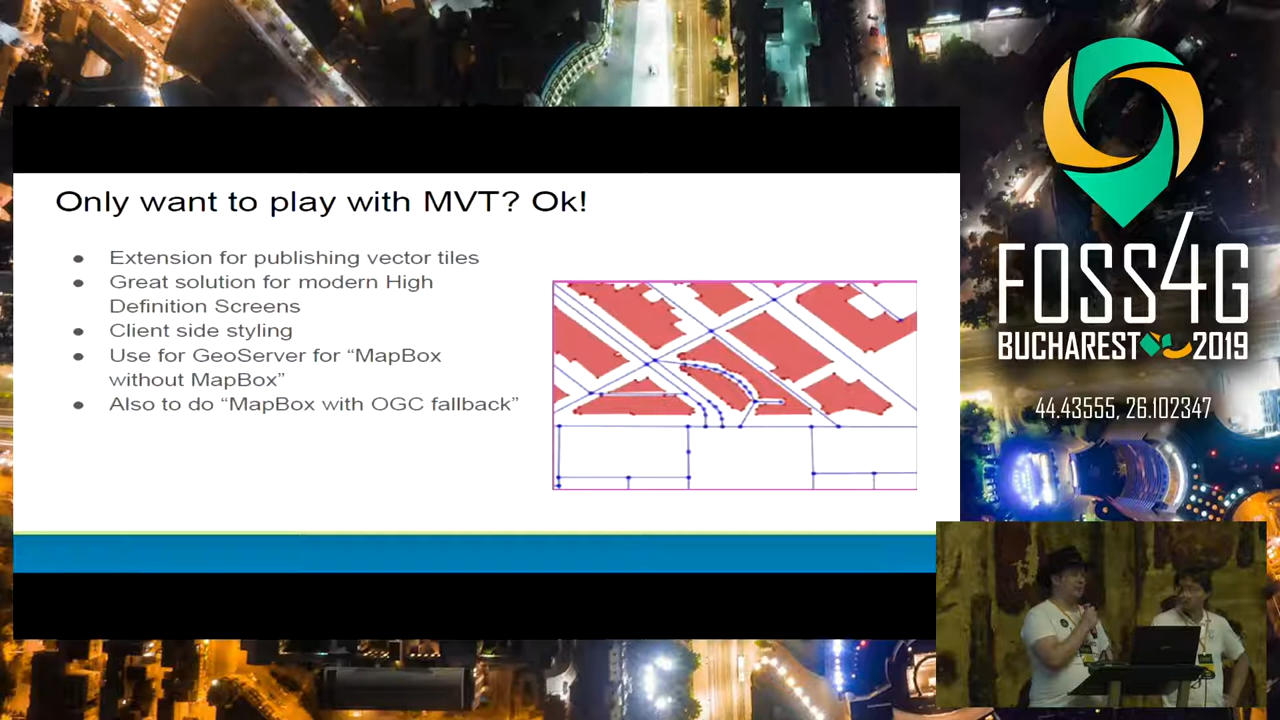 Only want to play with MVT? Ok!
● Extension for publishing vector tiles
● Great solution for modern High
Definition Screens
● Client side styling
● Use for GeoServer for “MapBox
without MapBox”
● Also to do “MapBox with OGC fallback”
FOSS4G
BUCHAREST 2019
44.43555, 26.102347